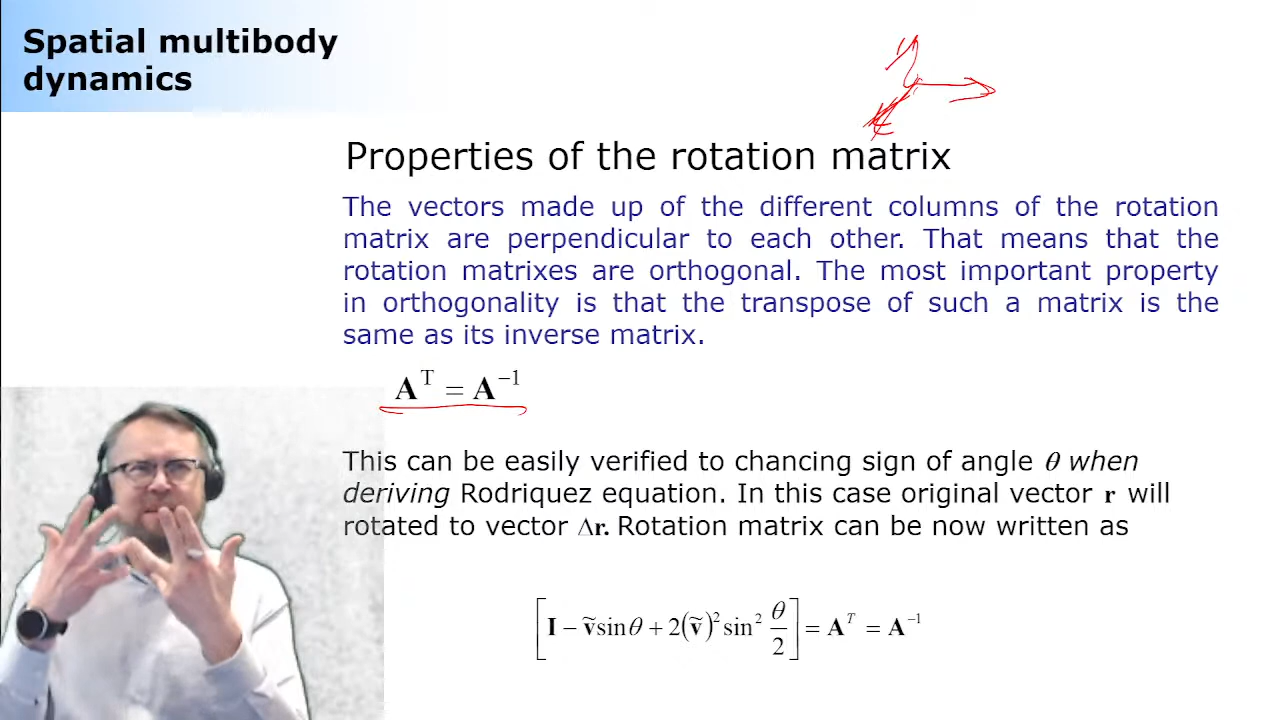 Spatial multibody
dynamics
Properties of the rotation matrix
The vectors made up of the different columns of the rotation
matrix are perpendicular to each other. That means that the
rotation matrixes are orthogonal. The most important property
in orthogonality is that the transpose of such a matrix is the
same as its inverse matrix.
A^T = A^−1
This can be easily verified to chancing sign of angle θ when
deriving Rodriquez equation. In this case original vector r will
rotated to vector Δr. Rotation matrix can be now written as
[I − ṽsinθ + 2(ṽ)^2 sin^2 θ/2] = A^T = A^−1